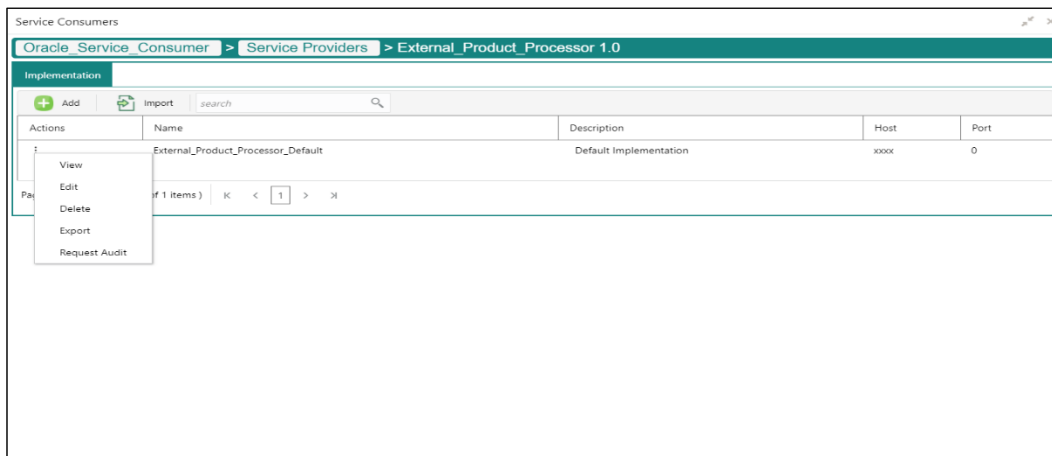 Service Consumers
Oracle_Service_Consumer > Service Providers > External_Product_Processor 1.0
Implementation
Add Import search
Actions Name Description Host Port
External_Product_Processor_Default Default Implementation xxxx 0
View
Edit
of 1 items ) 1
Delete
Export
Request Audit